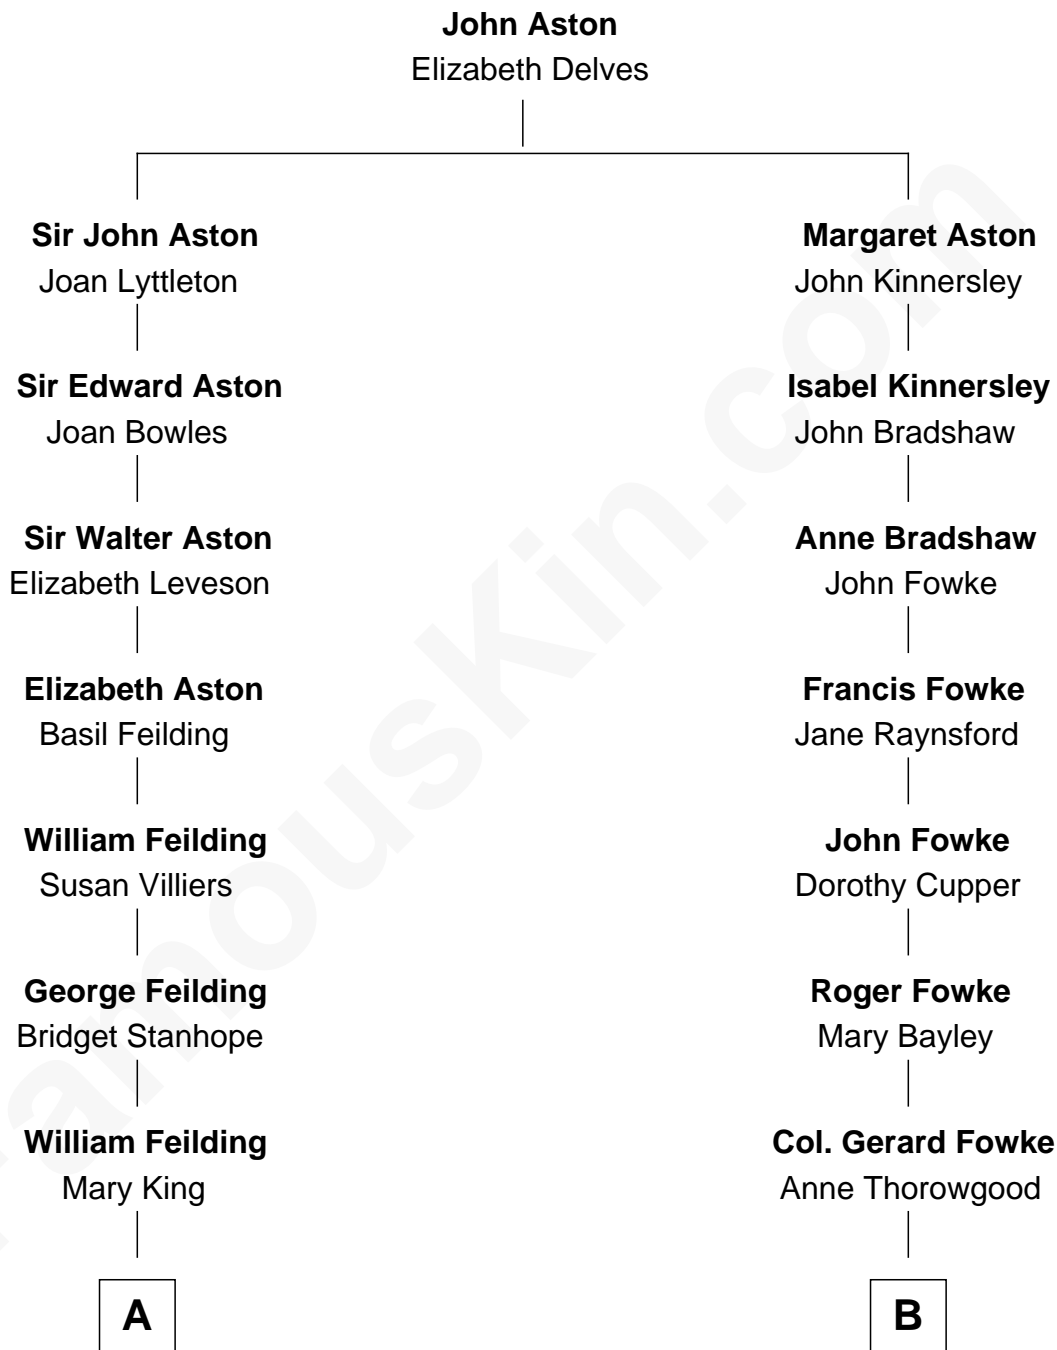 John Aston
Elizabeth Delves
Sir John Aston
Joan Lyttleton
Sir Edward Aston
Joan Bowles
Sir Walter Aston
Elizabeth Leveson
Elizabeth Aston
Basil Feilding
William Feilding
Susan Villiers
George Feilding
Bridget Stanhope
William Feilding
Mary King
A
Margaret Aston
John Kinnersley
Isabel Kinnersley
John Bradshaw
Anne Bradshaw
John Fowke
Francis Fowke
Jane Raynsford
John Fowke
Dorothy Cupper
Roger Fowke
Mary Bayley
Col. Gerard Fowke
Anne Thorowgood
B
FamousKin.com